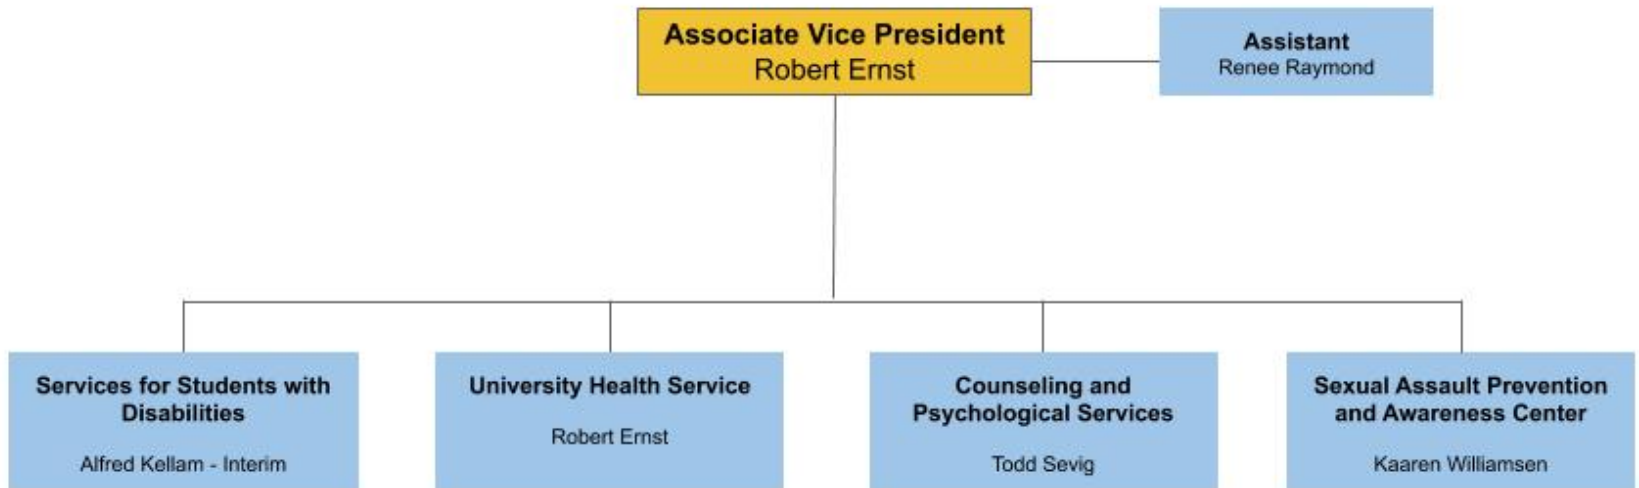 Associate Vice President
Robert Ernst
Assistant
Renee Raymond
Services for Students with
Disabilities
Alfred Kellam - Interim
University Health Service
Robert Ernst
Counseling and
Psychological Services
Todd Sevig
Sexual Assault Prevention
and Awareness Center
Kaaren Williamsen